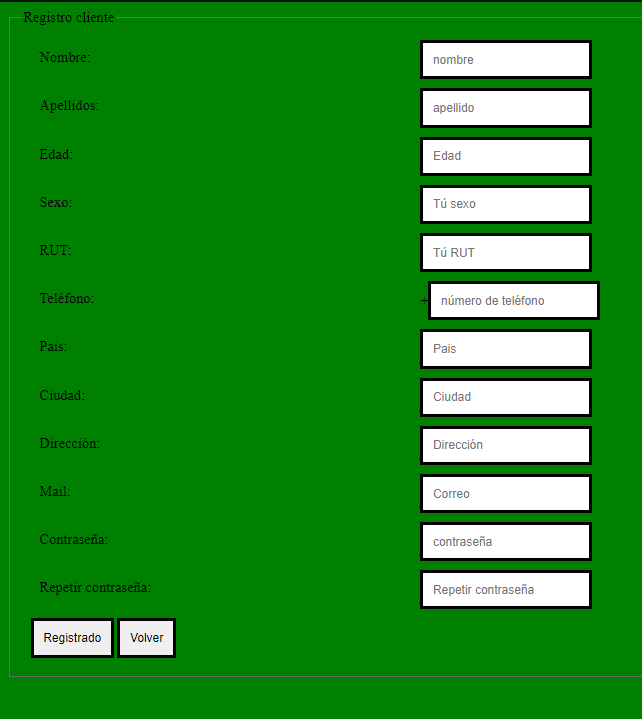 Registro cliente
Nombre: nombre
Apellidos: apellido
Edad: Edad
Sexo: Tú sexo
RUT: Tú RUT
Teléfono: + número de teléfono
Pais: Pais
Ciudad: Ciudad
Dirección: Dirección
Mail: Correo
Contraseña: contraseña
Repetir contraseña: Repetir contraseña
Registrado Volver